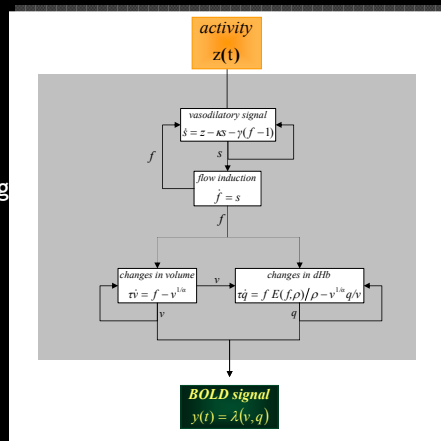 activity
z(t)
vasodilatory signal
ṡ = z − κs − γ(f − 1)
f
s
flow induction
ḟ = s
f
changes in volume
τv̇ = f − v^{1/α}
v
changes in dHb
τq̇ = f E(f,ρ)/ρ − v^{1/α} q/v
v
q
BOLD signal
y(t) = λ(v,q)
g